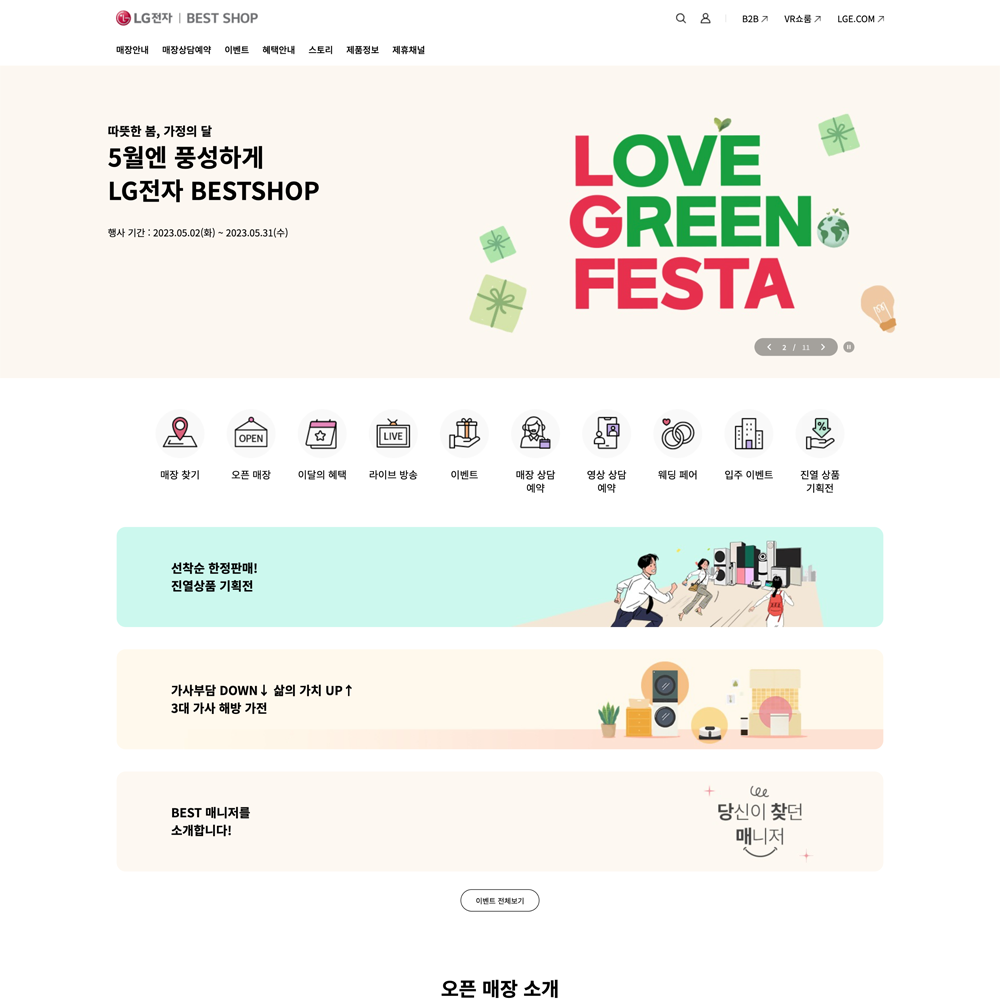 LG전자 | BEST SHOP
B2B
VR쇼룸
LGE.COM
매장안내
매장상담예약
이벤트
혜택안내
스토리
제품정보
제휴채널
따뜻한 봄, 가정의 달
5월엔 풍성하게
LG전자 BESTSHOP
행사 기간 : 2023.05.02(화) ~ 2023.05.31(수)
LOVE
GREEN
FESTA
2 / 11
OPEN
LIVE
%
매장 찾기
오픈 매장
이달의 혜택
라이브 방송
이벤트
매장 상담
예약
영상 상담
예약
웨딩 페어
입주 이벤트
진열 상품
기획전
선착순 한정판매!
진열상품 기획전
가사부담 DOWN↓ 삶의 가치 UP↑
3대 가사 해방 가전
BEST 매니저를
소개합니다!
당신이 찾던
매니저
이벤트 전체보기
오픈 매장 소개